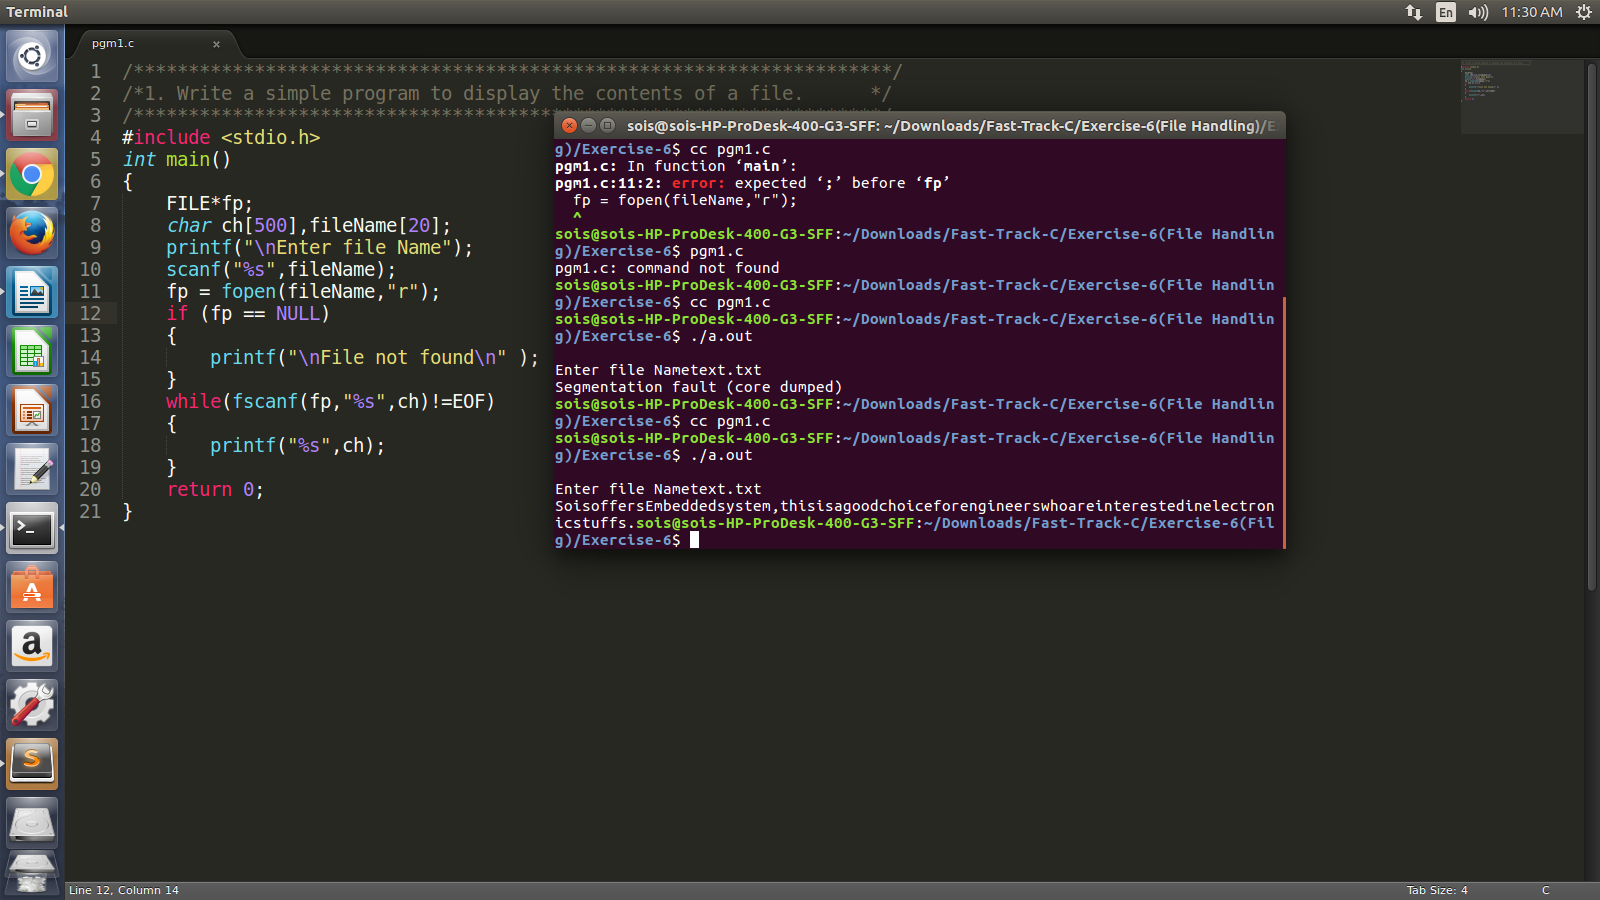 Terminal
En
11:30 AM
pgm1.c ×
1 /*********************************************************************/
2 /*1. Write a simple program to display the contents of a file.      */
3 /*********************************************************************/
4 #include <stdio.h>
5 int main()
6 {
7     FILE*fp;
8     char ch[500],fileName[20];
9     printf("\nEnter file Name");
10     scanf("%s",fileName);
11     fp = fopen(fileName,"r");
12     if (fp == NULL)
13     {
14         printf("\nFile not found\n" );
15     }
16     while(fscanf(fp,"%s",ch)!=EOF)
17     {
18         printf("%s",ch);
19     }
20     return 0;
21 }
sois@sois-HP-ProDesk-400-G3-SFF: ~/Downloads/Fast-Track-C/Exercise-6(File Handling)/E
g)/Exercise-6$ cc pgm1.c
pgm1.c: In function ‘main’:
pgm1.c:11:2: error: expected ‘;’ before ‘fp’
  fp = fopen(fileName,"r");
  ^
sois@sois-HP-ProDesk-400-G3-SFF:~/Downloads/Fast-Track-C/Exercise-6(File Handlin
g)/Exercise-6$ pgm1.c
pgm1.c: command not found
sois@sois-HP-ProDesk-400-G3-SFF:~/Downloads/Fast-Track-C/Exercise-6(File Handlin
g)/Exercise-6$ cc pgm1.c
sois@sois-HP-ProDesk-400-G3-SFF:~/Downloads/Fast-Track-C/Exercise-6(File Handlin
g)/Exercise-6$ ./a.out
Enter file Nametext.txt
Segmentation fault (core dumped)
sois@sois-HP-ProDesk-400-G3-SFF:~/Downloads/Fast-Track-C/Exercise-6(File Handlin
g)/Exercise-6$ cc pgm1.c
sois@sois-HP-ProDesk-400-G3-SFF:~/Downloads/Fast-Track-C/Exercise-6(File Handlin
g)/Exercise-6$ ./a.out
Enter file Nametext.txt
SoisoffersEmbeddedsystem,thisisagoodchoiceforengineerswhoareinterestedinelectron
icstuffs.sois@sois-HP-ProDesk-400-G3-SFF:~/Downloads/Fast-Track-C/Exercise-6(Fil
g)/Exercise-6$
Line 12, Column 14
Tab Size: 4
C